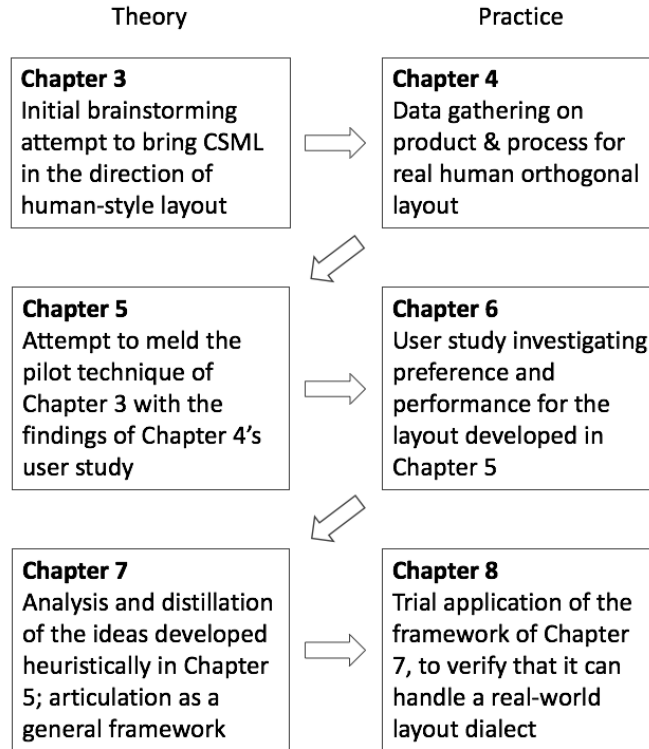 Theory
Practice
Chapter 3
Initial brainstorming
attempt to bring CSML
in the direction of
human-style layout
Chapter 4
Data gathering on
product & process for
real human orthogonal
layout
Chapter 5
Attempt to meld the
pilot technique of
Chapter 3 with the
findings of Chapter 4’s
user study
Chapter 6
User study investigating
preference and
performance for the
layout developed in
Chapter 5
Chapter 7
Analysis and distillation
of the ideas developed
heuristically in Chapter
5; articulation as a
general framework
Chapter 8
Trial application of the
framework of Chapter
7, to verify that it can
handle a real-world
layout dialect